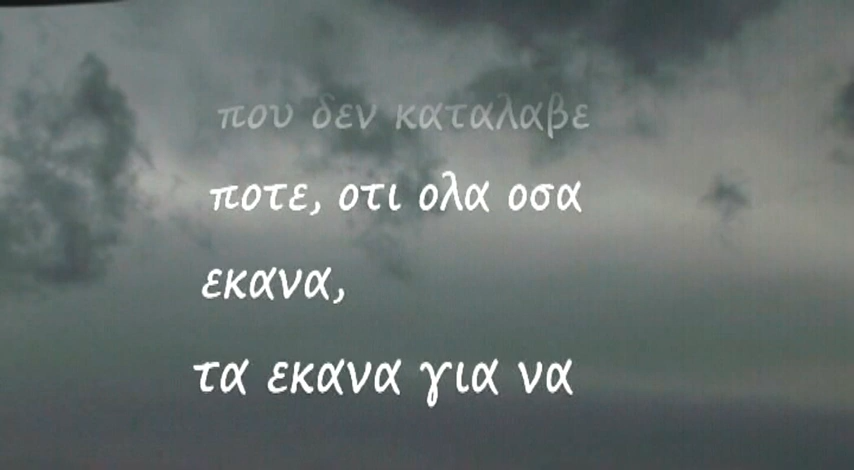 που δεν καταλαβε
ποτε, οτι ολα οσα
εκανα,
τα εκανα για να